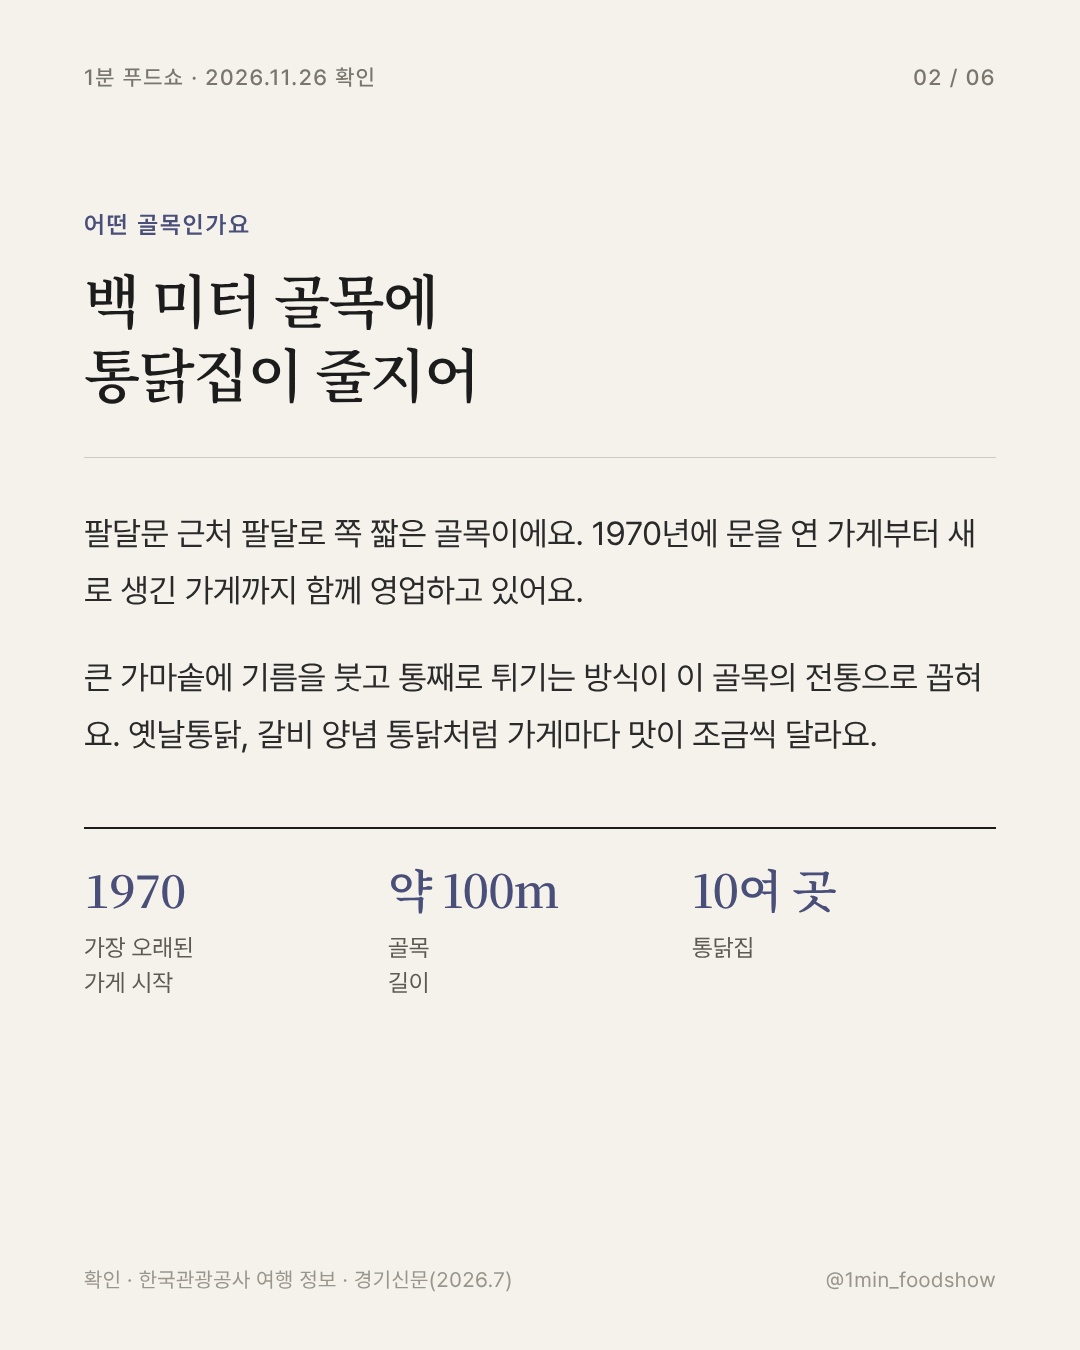 1분 푸드쇼 · 2026.11.26 확인
02 / 06
어떤 골목인가요
백 미터 골목에
통닭집이 줄지어
팔달문 근처 팔달로 쪽 짧은 골목이에요. 1970년에 문을 연 가게부터 새
로 생긴 가게까지 함께 영업하고 있어요.
큰 가마솥에 기름을 붓고 통째로 튀기는 방식이 이 골목의 전통으로 꼽혀
요. 옛날통닭, 갈비 양념 통닭처럼 가게마다 맛이 조금씩 달라요.
1970
가장 오래된
가게 시작
약 100m
골목
길이
10여 곳
통닭집
확인 · 한국관광공사 여행 정보 · 경기신문(2026.7)
@1min_foodshow